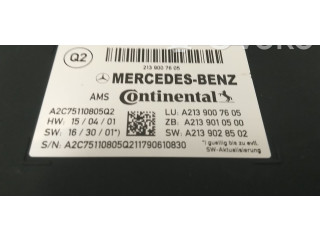 Q2
213 900 76 05
MERCEDES-BENZ
AMS Continental
A2C75110805Q2 LU: A213 900 76 05
HW: 15 / 04 / 01 ZB: A213 901 05 00
SW: 16 / 30 / 01*) SW: A213 902 85 02
S/N: A2C75110805Q211790610830 *) gueltig bis zu evtl.
SW-Aktualisierung